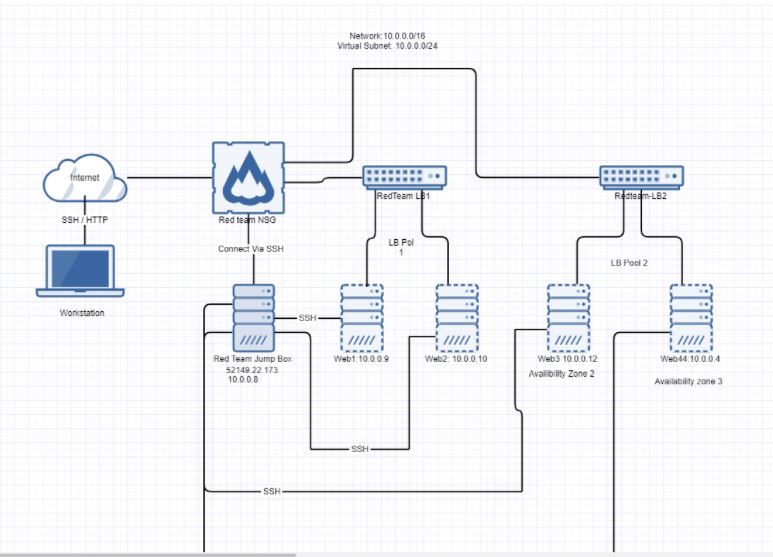 Network:10.0.0.0/16
Virtual Subnet: 10.0.0.0/24
Internet
SSH / HTTP
Workstation
Red team NSG
Connect Via SSH
RedTeam LB1
Redteam-LB2
LB Pol
1
LB Pool 2
SSH
Red Team Jump Box
52149.22.173
10.0.0.8
Web1:10.0.0.9
Web2: 10.0.0.10
Web3 10.0.0.12
Availibility Zone 2
Web44:10.0.0.4
Availability zone 3
SSH
SSH